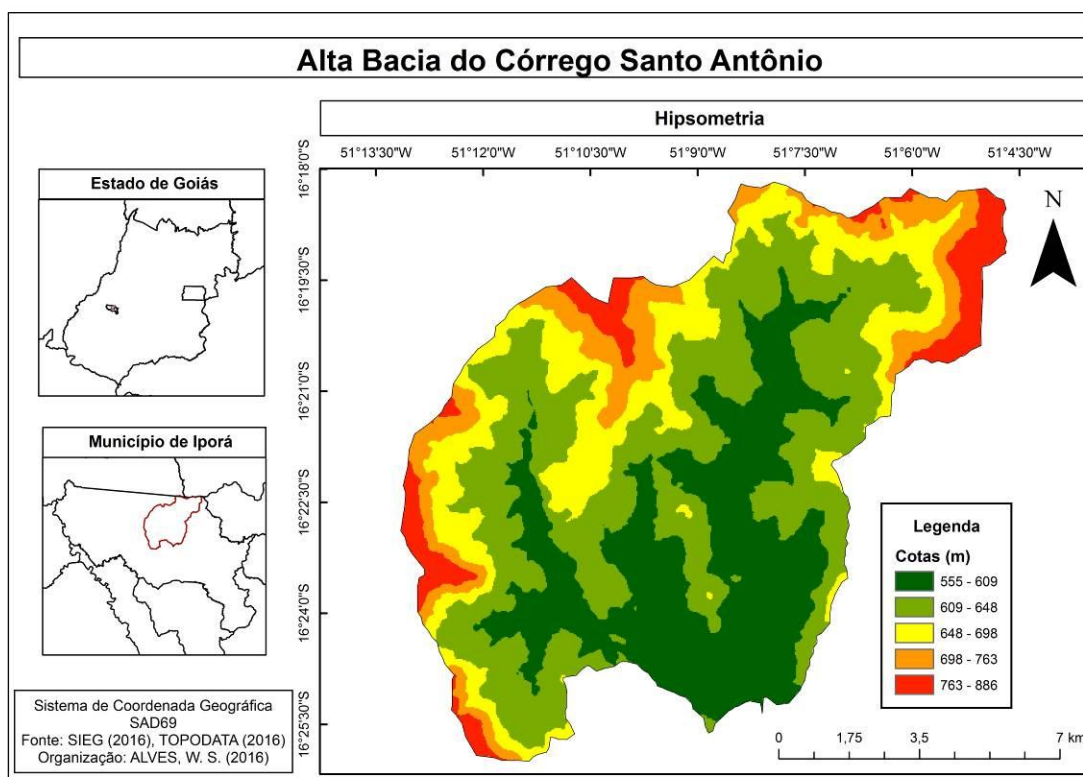 Alta Bacia do Córrego Santo Antônio
Hipsometria
51°13'30"W 51°12'0"W 51°10'30"W 51°9'0"W 51°7'30"W 51°6'0"W 51°4'30"W
16°18'0"S
16°19'30"S
16°21'0"S
16°22'30"S
16°24'0"S
16°25'30"S
Estado de Goiás
Município de Iporá
N
Legenda
Cotas (m)
555 - 609
609 - 648
648 - 698
698 - 763
763 - 886
0 1,75 3,5 7 km
Sistema de Coordenada Geográfica
SAD69
Fonte: SIEG (2016), TOPODATA (2016)
Organização: ALVES, W. S. (2016)